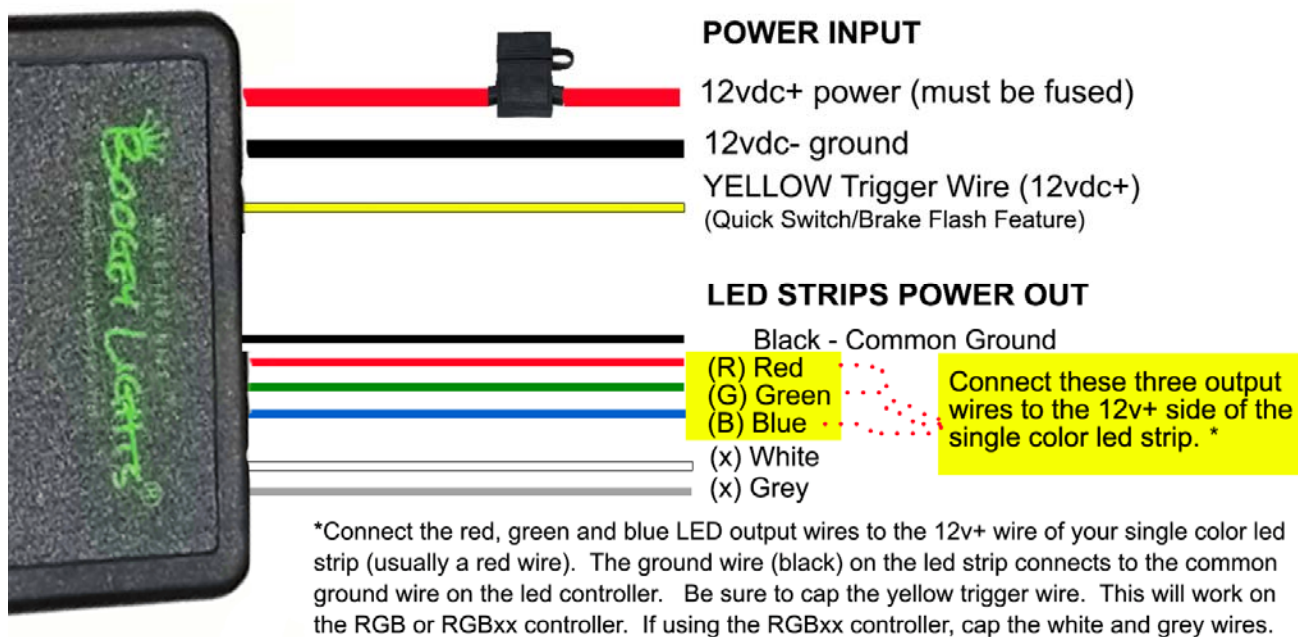 POWER INPUT
12vdc+ power (must be fused)
12vdc- ground
YELLOW Trigger Wire (12vdc+)
(Quick Switch/Brake Flash Feature)
BOOGEY LIGHTS®
LED STRIPS POWER OUT
Black - Common Ground
(R) Red
(G) Green
(B) Blue
(x) White
(x) Grey
Connect these three output
wires to the 12v+ side of the
single color led strip. *
*Connect the red, green and blue LED output wires to the 12v+ wire of your single color led
strip (usually a red wire).  The ground wire (black) on the led strip connects to the common
ground wire on the led controller.   Be sure to cap the yellow trigger wire.  This will work on
the RGB or RGBxx controller.  If using the RGBxx controller, cap the white and grey wires.